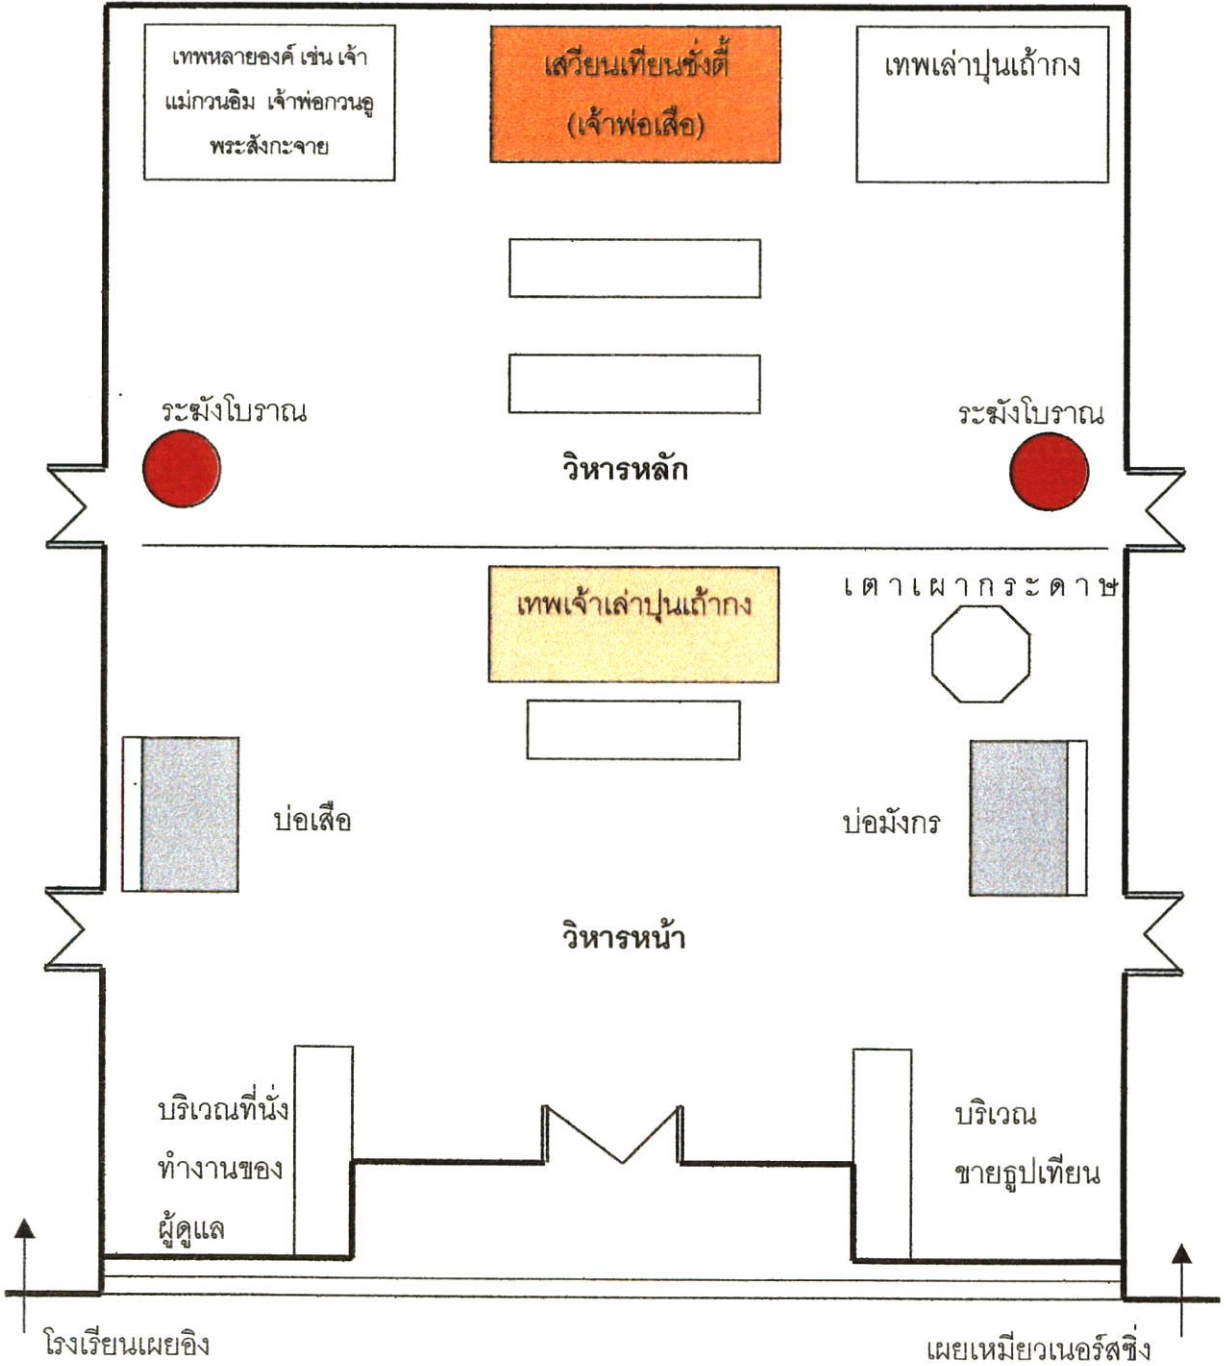 เทพหลายองค์ เช่น เจ้า
แม่กวนอิม เจ้าพ่อกวนอู
พระสังกะจาย
เสวียนเทียนซั่งตี้
(เจ้าพ่อเสือ)
เทพเล่าปุนเถ้ากง
ระฆังโบราณ
ระฆังโบราณ
วิหารหลัก
เทพเจ้าเล่าปุนเถ้ากง
เตาเผากระดาษ
บ่อเสือ
บ่อมังกร
วิหารหน้า
บริเวณที่นั่ง
ทำงานของ
ผู้ดูแล
บริเวณ
ขายธูปเทียน
โรงเรียนเผยอิง
เผยเหมียวเนอร์สซิ่ง